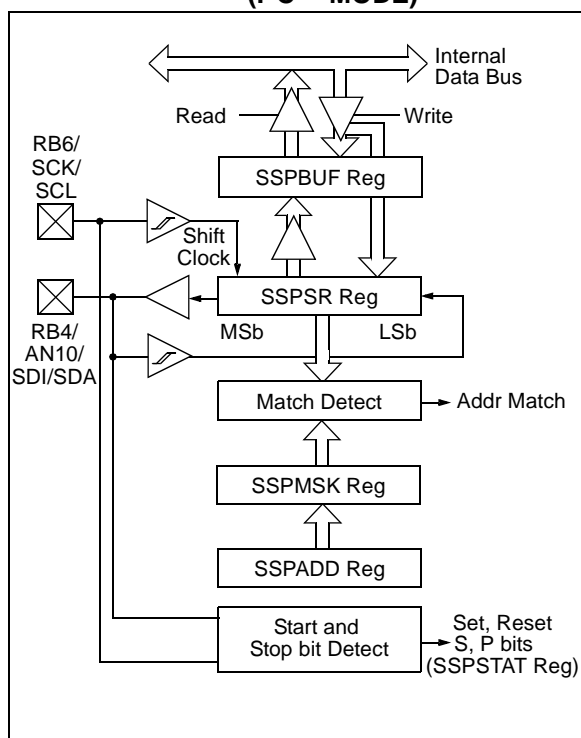 Internal
Data Bus
Read
Write
RB6/
SCK/
SCL
SSPBUF Reg
Shift
Clock
SSPSR Reg
MSb
LSb
RB4/
AN10/
SDI/SDA
Match Detect
Addr Match
SSPMSK Reg
SSPADD Reg
Start and
Stop bit Detect
Set, Reset
S, P bits
(SSPSTAT Reg)